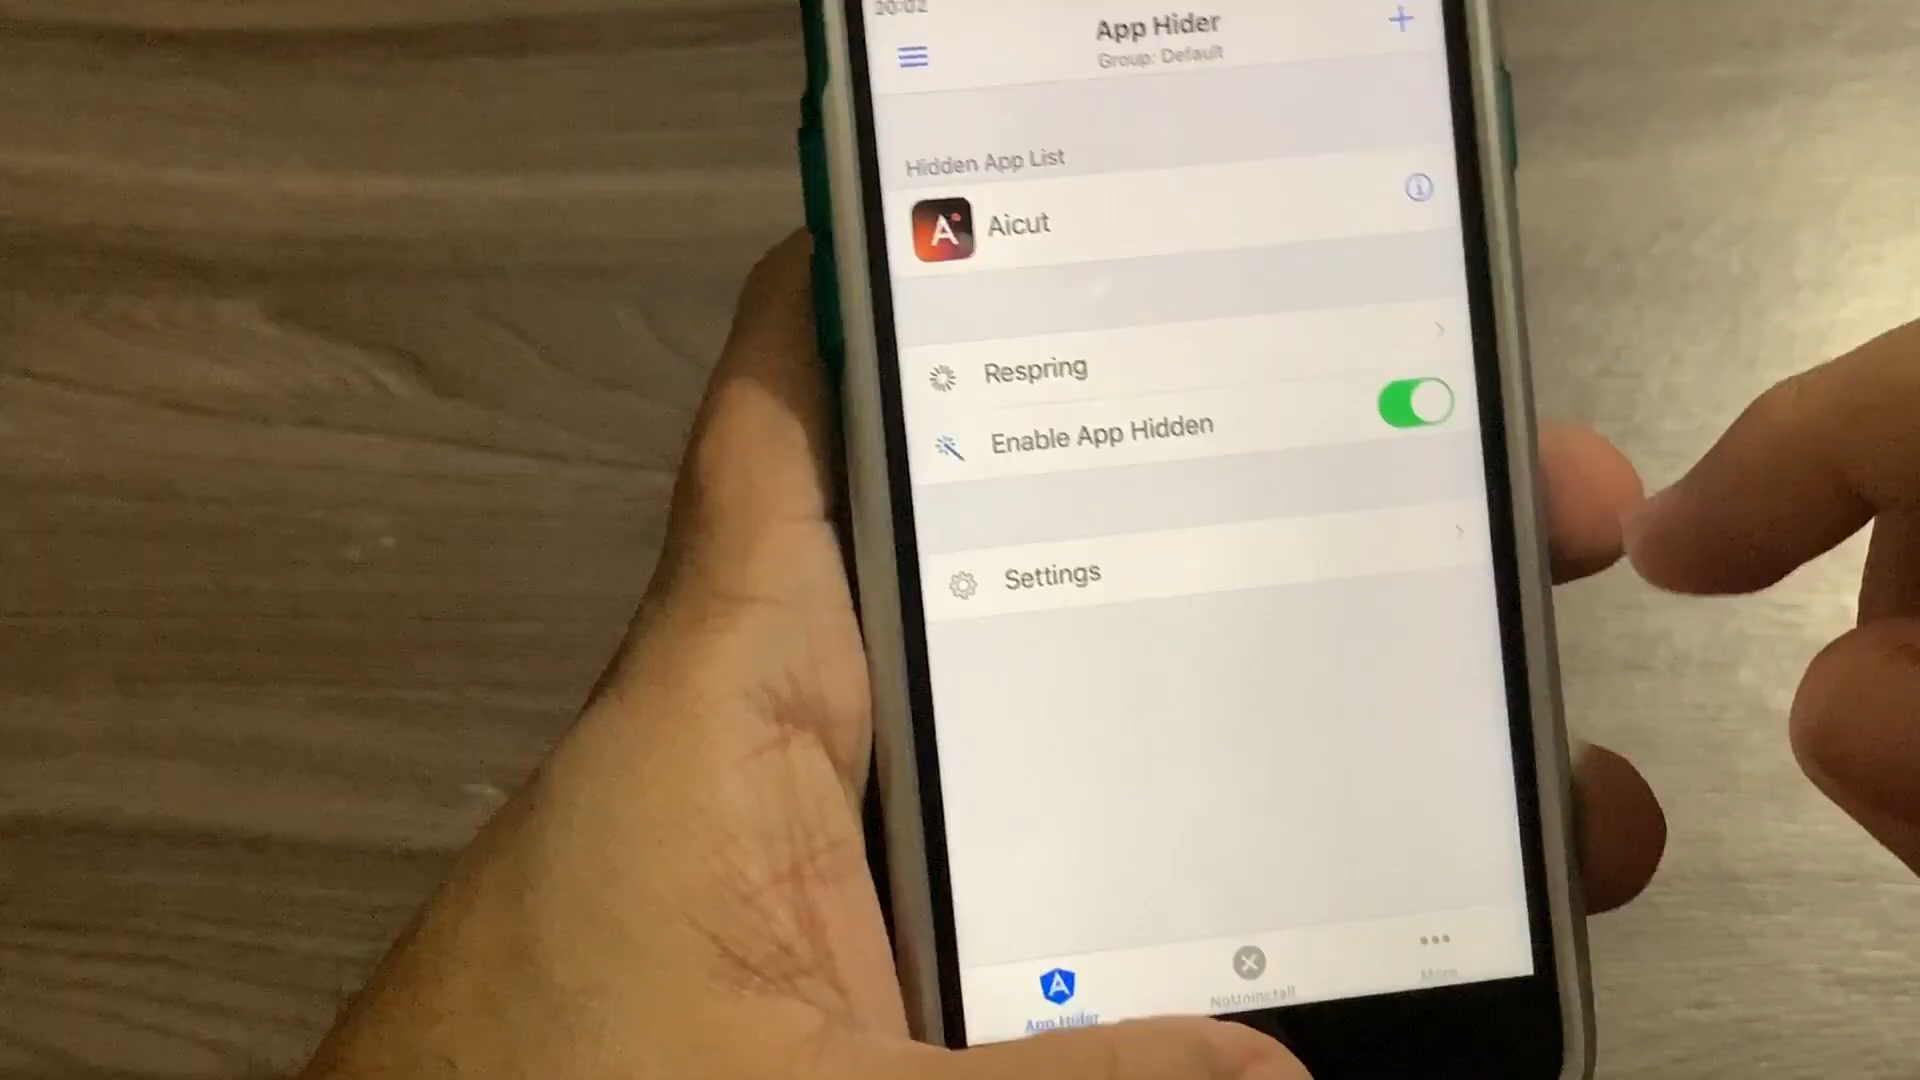 20:02
App Hider
Group: Default
Hidden App List
A
Aicut
Respring
Enable App Hidden
Settings
A
App Hider
NoUninstall
More